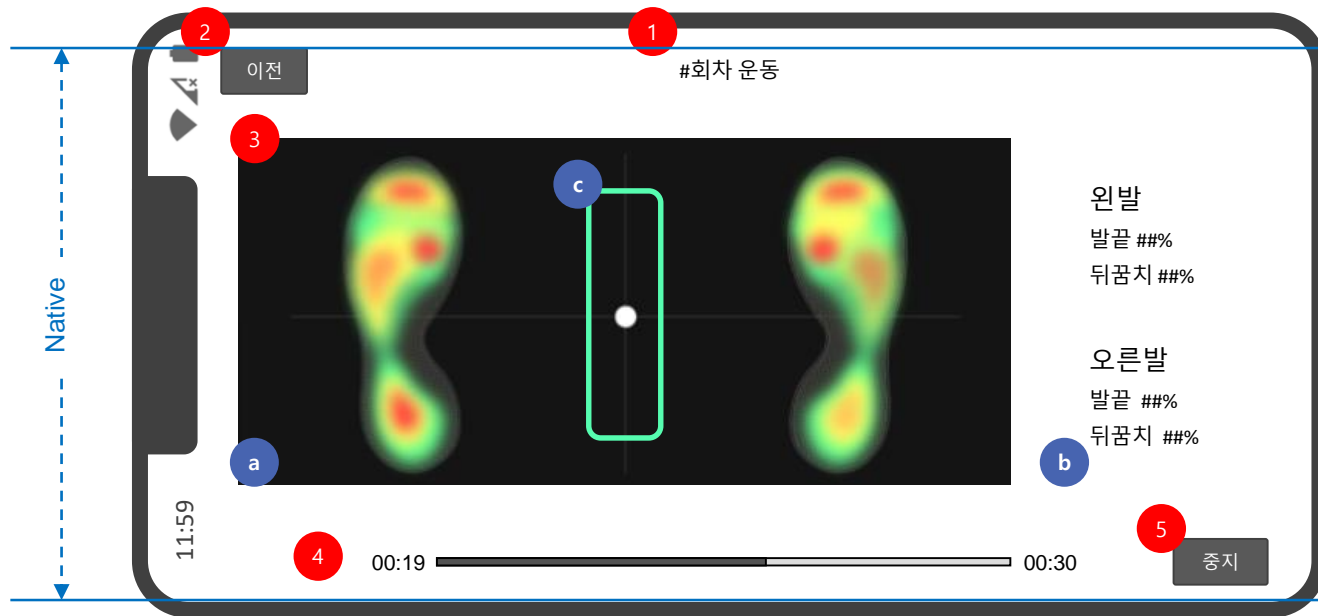 1
2
이전
#회차 운동
3
c
왼발
발끝 ##%
뒤꿈치 ##%
Native
오른발
발끝 ##%
뒤꿈치 ##%
a
b
11:59
4
00:19
00:30
5
중지